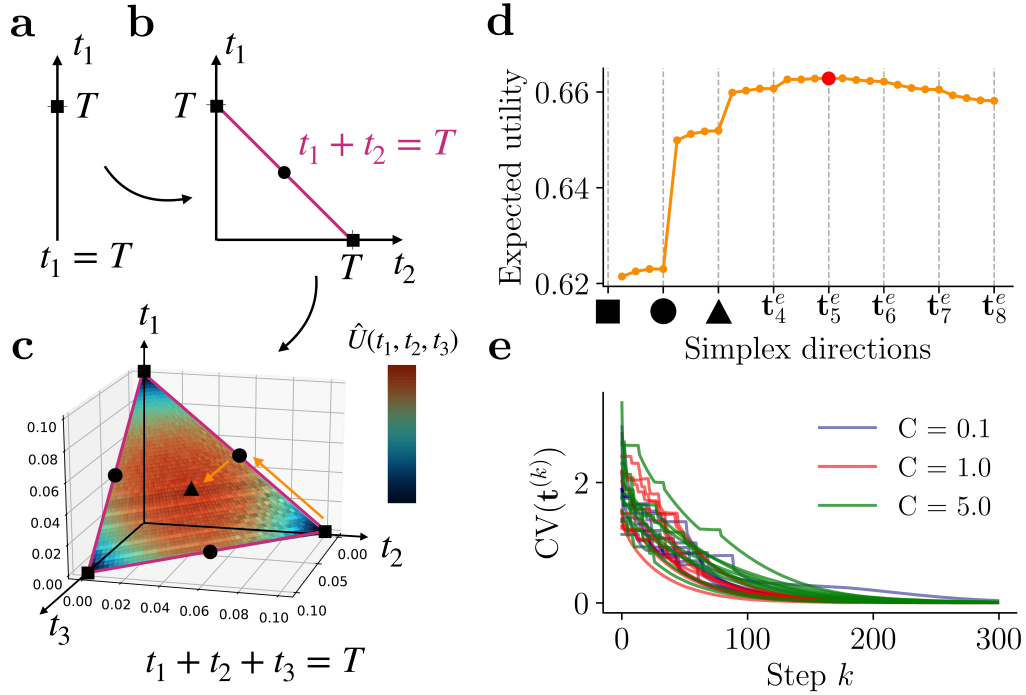 a
t₁
T
t₁ = T
b
t₁
T
t₁ + t₂ = T
T
t₂
c
t₁
Û(t₁, t₂, t₃)
0.10
0.08
0.06
0.04
0.02
0.00
0.00
0.02
0.04
0.06
0.08
0.10
0.00
0.05
0.10
t₂
t₃
t₁ + t₂ + t₃ = T
d
Expected utility
0.66
0.64
0.62
𝐭₄ᵉ 𝐭₅ᵉ 𝐭₆ᵉ 𝐭₇ᵉ 𝐭₈ᵉ
Simplex directions
e
CV(𝐭⁽ᵏ⁾)
2
0
C = 0.1
C = 1.0
C = 5.0
0 100 200 300
Step k